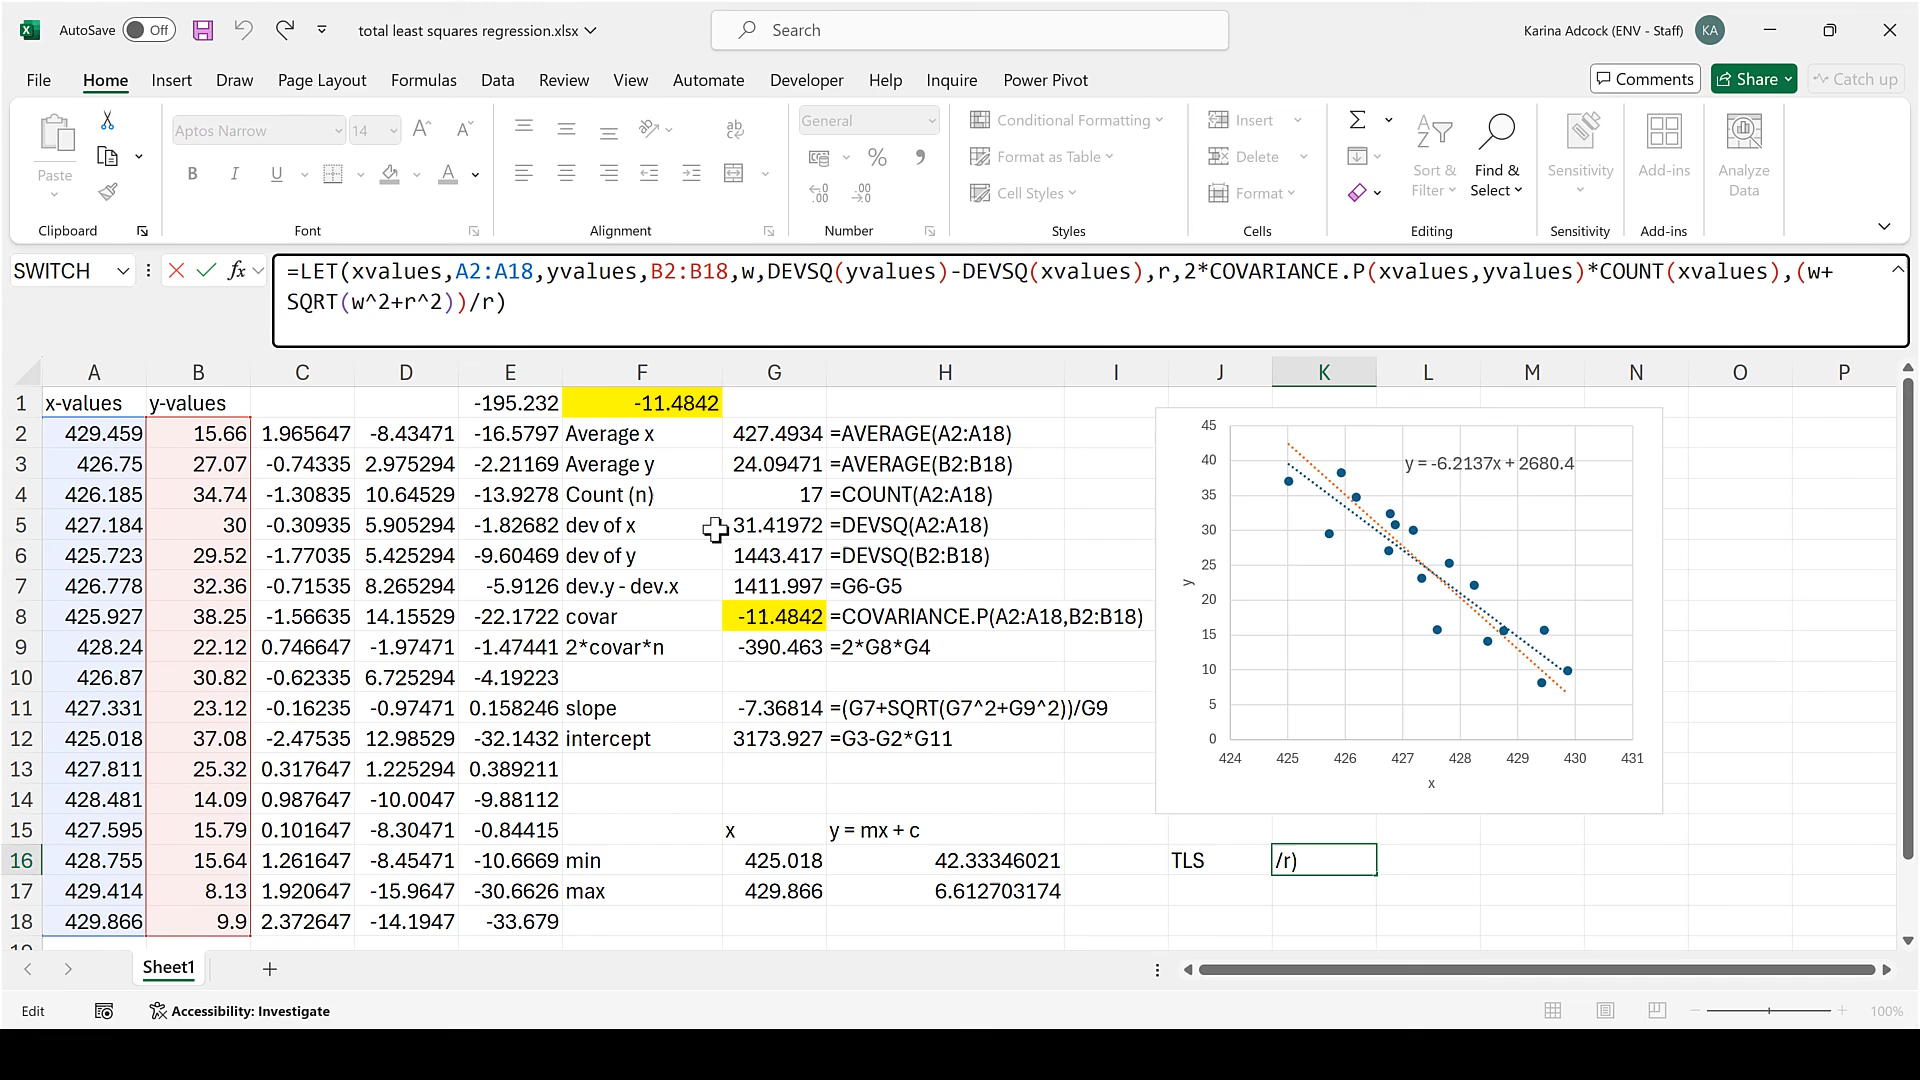 AutoSave Off total least squares regression.xlsx Search Karina Adcock (ENV - Staff) KA
File Home Insert Draw Page Layout Formulas Data Review View Automate Developer Help Inquire Power Pivot Comments Share Catch up
Aptos Narrow 14 A A General Conditional Formatting Insert
Paste Format as Table Delete Sort & Filter Find & Select Sensitivity Add-ins Analyze Data
B I U A Cell Styles Format
Clipboard Font Alignment Number Styles Cells Editing Sensitivity Add-ins
SWITCH fx =LET(xvalues,A2:A18,yvalues,B2:B18,w,DEVSQ(yvalues)-DEVSQ(xvalues),r,2*COVARIANCE.P(xvalues,yvalues)*COUNT(xvalues),(w+
SQRT(w^2+r^2))/r)
A B C D E F G H I J K L M N O P
1 x-values y-values -195.232 -11.4842
2 429.459 15.66 1.965647 -8.43471 -16.5797 Average x 427.4934 =AVERAGE(A2:A18)
3 426.75 27.07 -0.74335 2.975294 -2.21169 Average y 24.09471 =AVERAGE(B2:B18)
4 426.185 34.74 -1.30835 10.64529 -13.9278 Count (n) 17 =COUNT(A2:A18)
5 427.184 30 -0.30935 5.905294 -1.82682 dev of x 31.41972 =DEVSQ(A2:A18)
6 425.723 29.52 -1.77035 5.425294 -9.60469 dev of y 1443.417 =DEVSQ(B2:B18)
7 426.778 32.36 -0.71535 8.265294 -5.9126 dev.y - dev.x 1411.997 =G6-G5
8 425.927 38.25 -1.56635 14.15529 -22.1722 covar -11.4842 =COVARIANCE.P(A2:A18,B2:B18)
9 428.24 22.12 0.746647 -1.97471 -1.47441 2*covar*n -390.463 =2*G8*G4
10 426.87 30.82 -0.62335 6.725294 -4.19223
11 427.331 23.12 -0.16235 -0.97471 0.158246 slope -7.36814 =(G7+SQRT(G7^2+G9^2))/G9
12 425.018 37.08 -2.47535 12.98529 -32.1432 intercept 3173.927 =G3-G2*G11
13 427.811 25.32 0.317647 1.225294 0.389211
14 428.481 14.09 0.987647 -10.0047 -9.88112
15 427.595 15.79 0.101647 -8.30471 -0.84415 x y = mx + c
16 428.755 15.64 1.261647 -8.45471 -10.6669 min 425.018 42.33346021 TLS /r)
17 429.414 8.13 1.920647 -15.9647 -30.6626 max 429.866 6.612703174
18 429.866 9.9 2.372647 -14.1947 -33.679
45
40
y = -6.2137x + 2680.4
35
30
25
y
20
15
10
5
0
424 425 426 427 428 429 430 431
x
Sheet1
Edit Accessibility: Investigate 100%